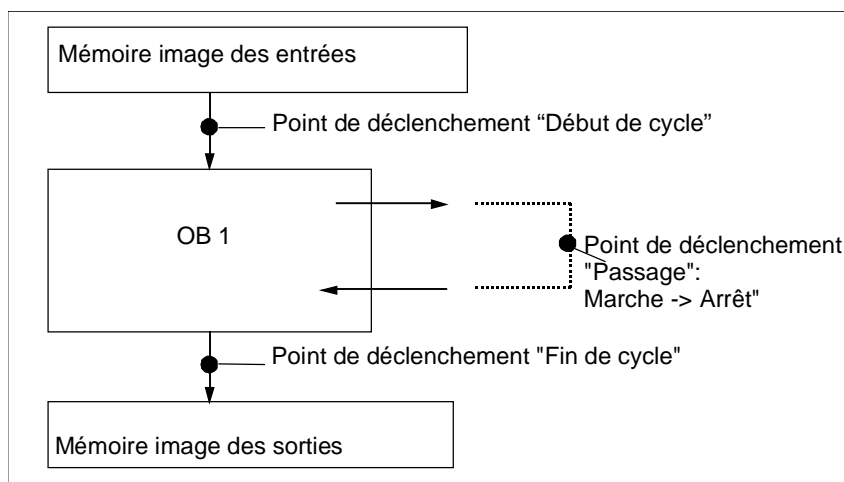 Mémoire image des entrées
Point de déclenchement “Début de cycle”
OB 1
Point de déclenchement
"Passage":
Marche -> Arrêt"
Point de déclenchement "Fin de cycle"
Mémoire image des sorties